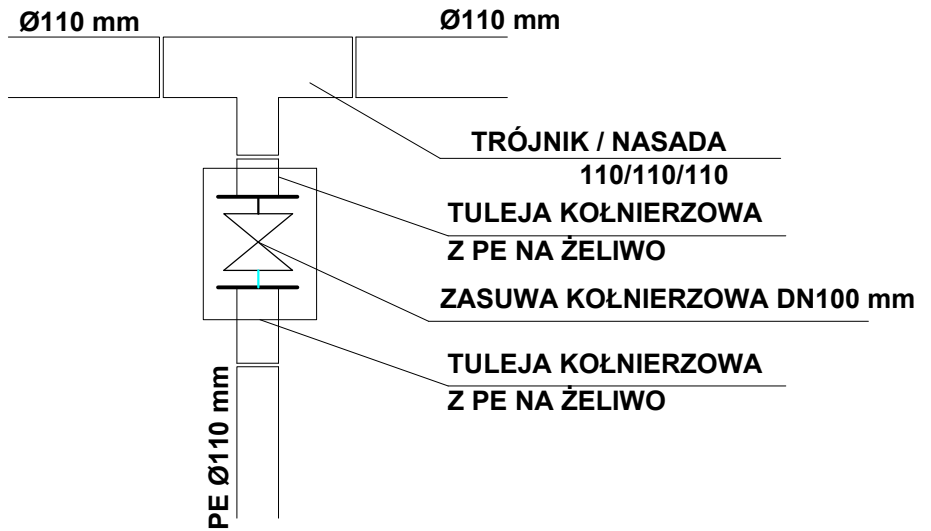 Ø110 mm
Ø110 mm
TRÓJNIK / NASADA
110/110/110
TULEJA KOŁNIERZOWA
Z PE NA ŻELIWO
ZASUWA KOŁNIERZOWA DN100 mm
TULEJA KOŁNIERZOWA
Z PE NA ŻELIWO
PE Ø110 mm